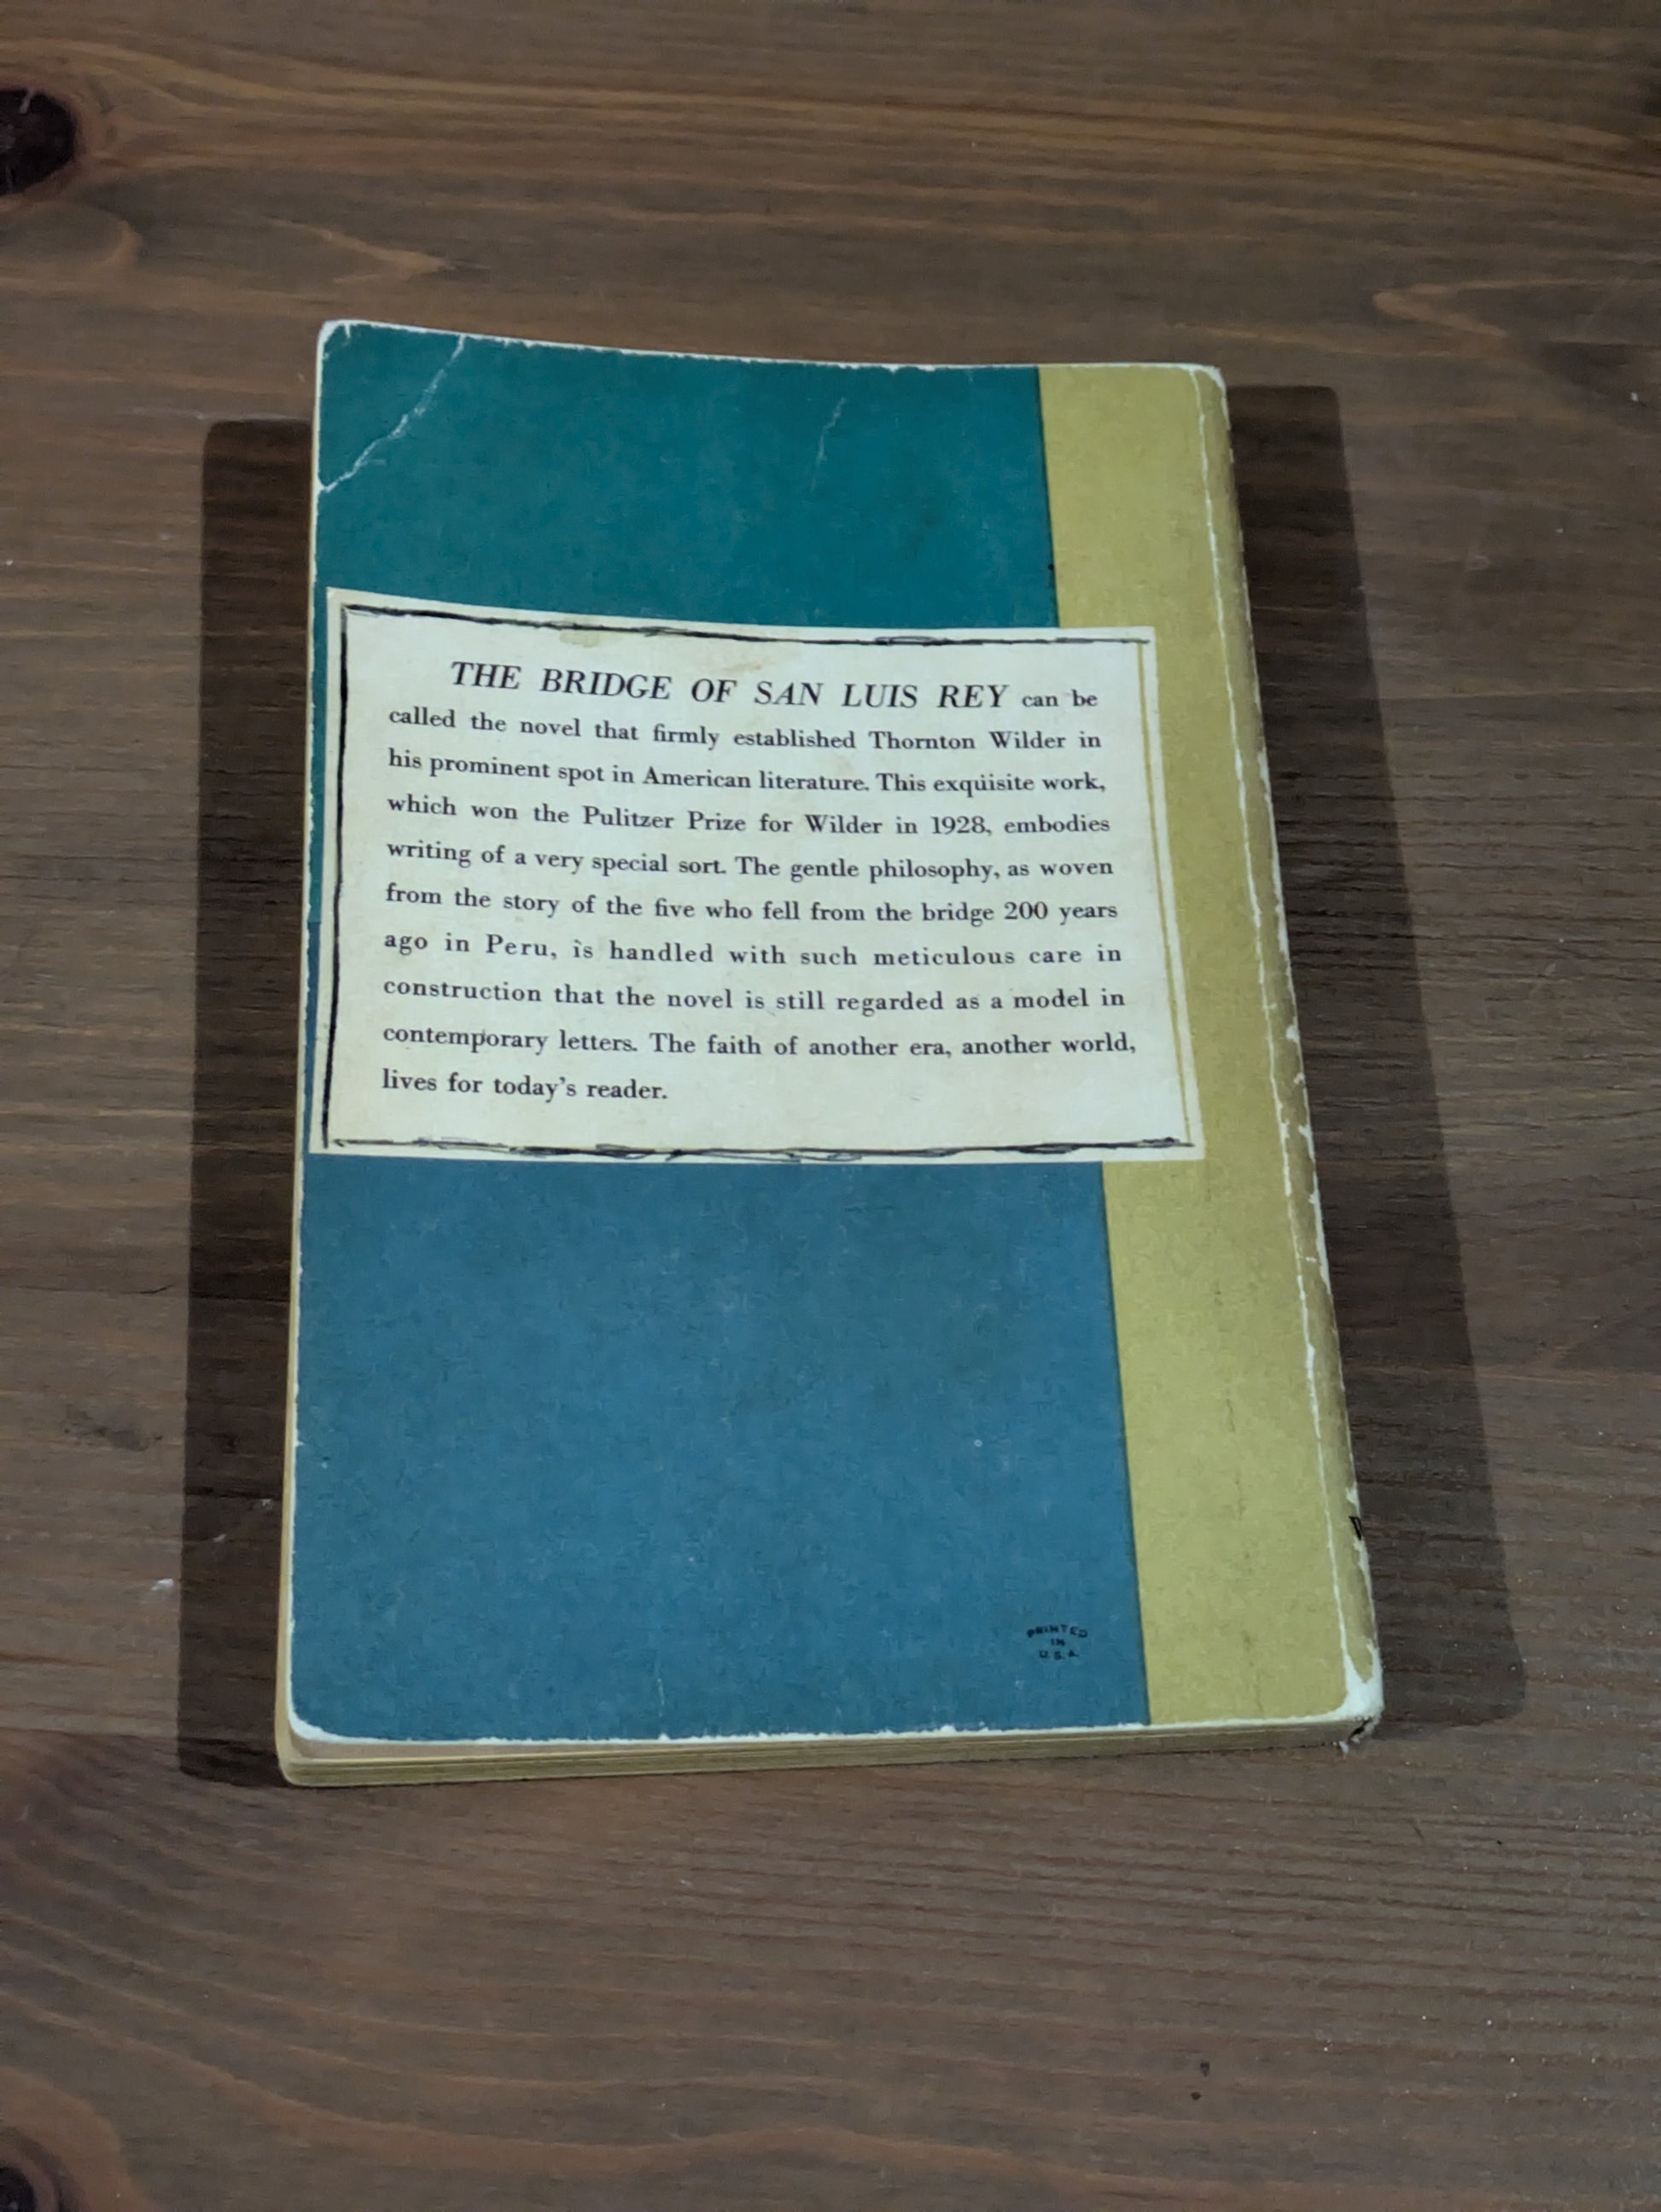 THE BRIDGE OF SAN LUIS REY can be
called the novel that firmly established Thornton Wilder in
his prominent spot in American literature. This exquisite work,
which won the Pulitzer Prize for Wilder in 1928, embodies
writing of a very special sort. The gentle philosophy, as woven
from the story of the five who fell from the bridge 200 years
ago in Peru, is handled with such meticulous care in
construction that the novel is still regarded as a model in
contemporary letters. The faith of another era, another world,
lives for today's reader.
PRINTED
IN
U.S.A.